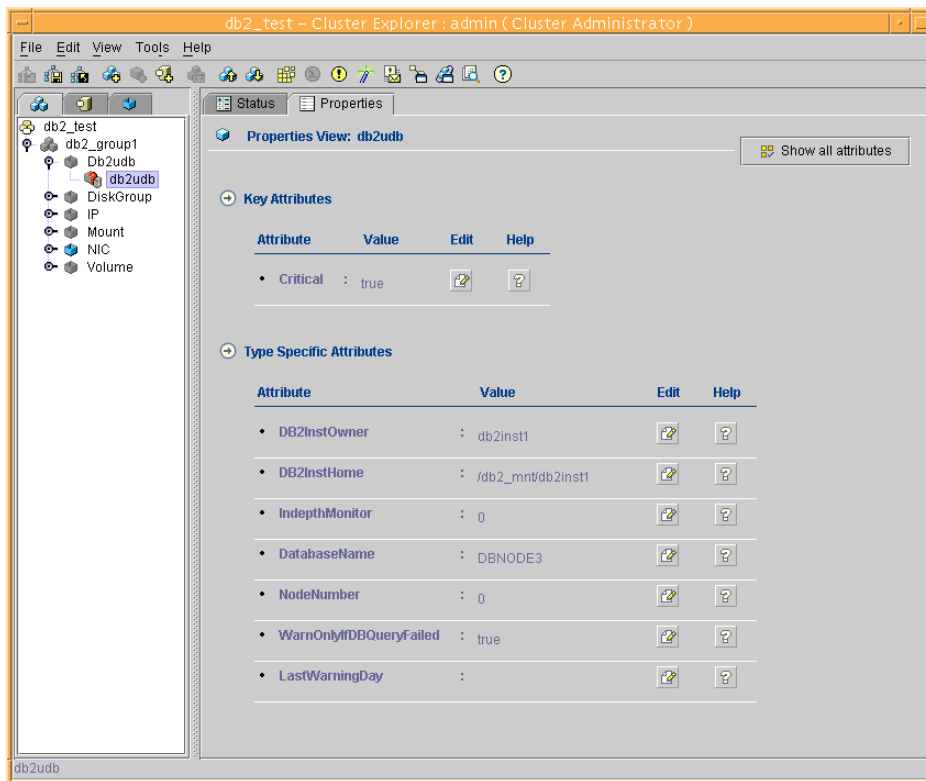 db2_test – Cluster Explorer : admin ( Cluster Administrator )
File Edit View Tools Help
Status Properties
db2_test
db2_group1
Db2udb
db2udb
DiskGroup
IP
Mount
NIC
Volume
Properties View: db2udb
Show all attributes
Key Attributes
Attribute Value Edit Help
• Critical : true ?
Type Specific Attributes
Attribute Value Edit Help
• DB2InstOwner : db2inst1 ?
• DB2InstHome : /db2_mnt/db2inst1 ?
• IndepthMonitor : 0 ?
• DatabaseName : DBNODE3 ?
• NodeNumber : 0 ?
• WarnOnlyIfDBQueryFailed : true ?
• LastWarningDay : ?
db2udb